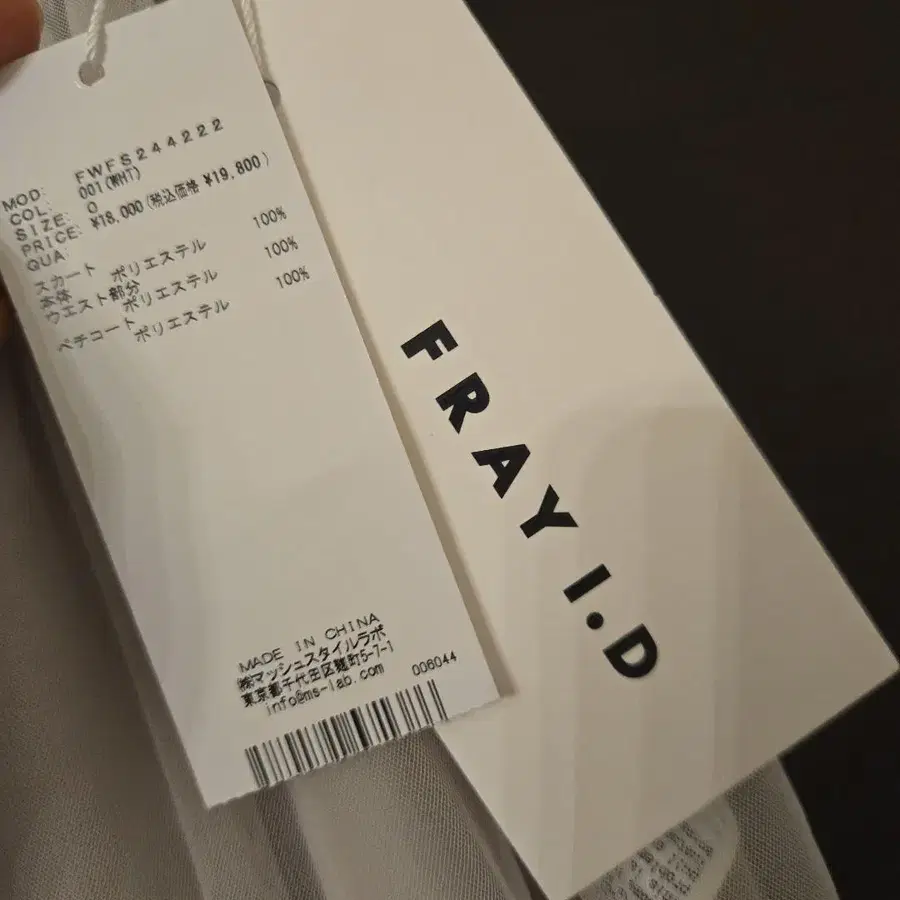 MOD: FWFS244222
COL: 001(WHT)
SIZE: 0
PRICE: ¥18,000(税込価格 ¥19,800)
QUA:
スカート
本体 ポリエステル 100%
ウエスト部分
ポリエステル 100%
ペチコート
ポリエステル 100%
MADE IN CHINA
㈱マッシュスタイルラボ
東京都千代田区麹町5-7-1
info@ms-lab.com 006044
FRAY I.D